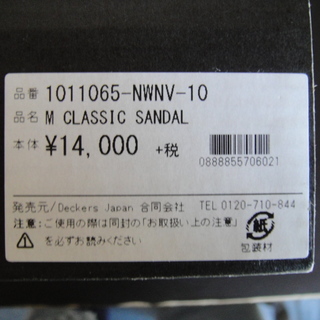 品番 1011065-NWNV-10
品名 M CLASSIC SANDAL
本体 ¥14,000 +税
0888855706021
発売元/Deckers Japan 合同会社 TEL 0120-710-844
注意:ご使用の際は同封の「お取扱い上の注意」
を必ずお読みください
紙
包装材